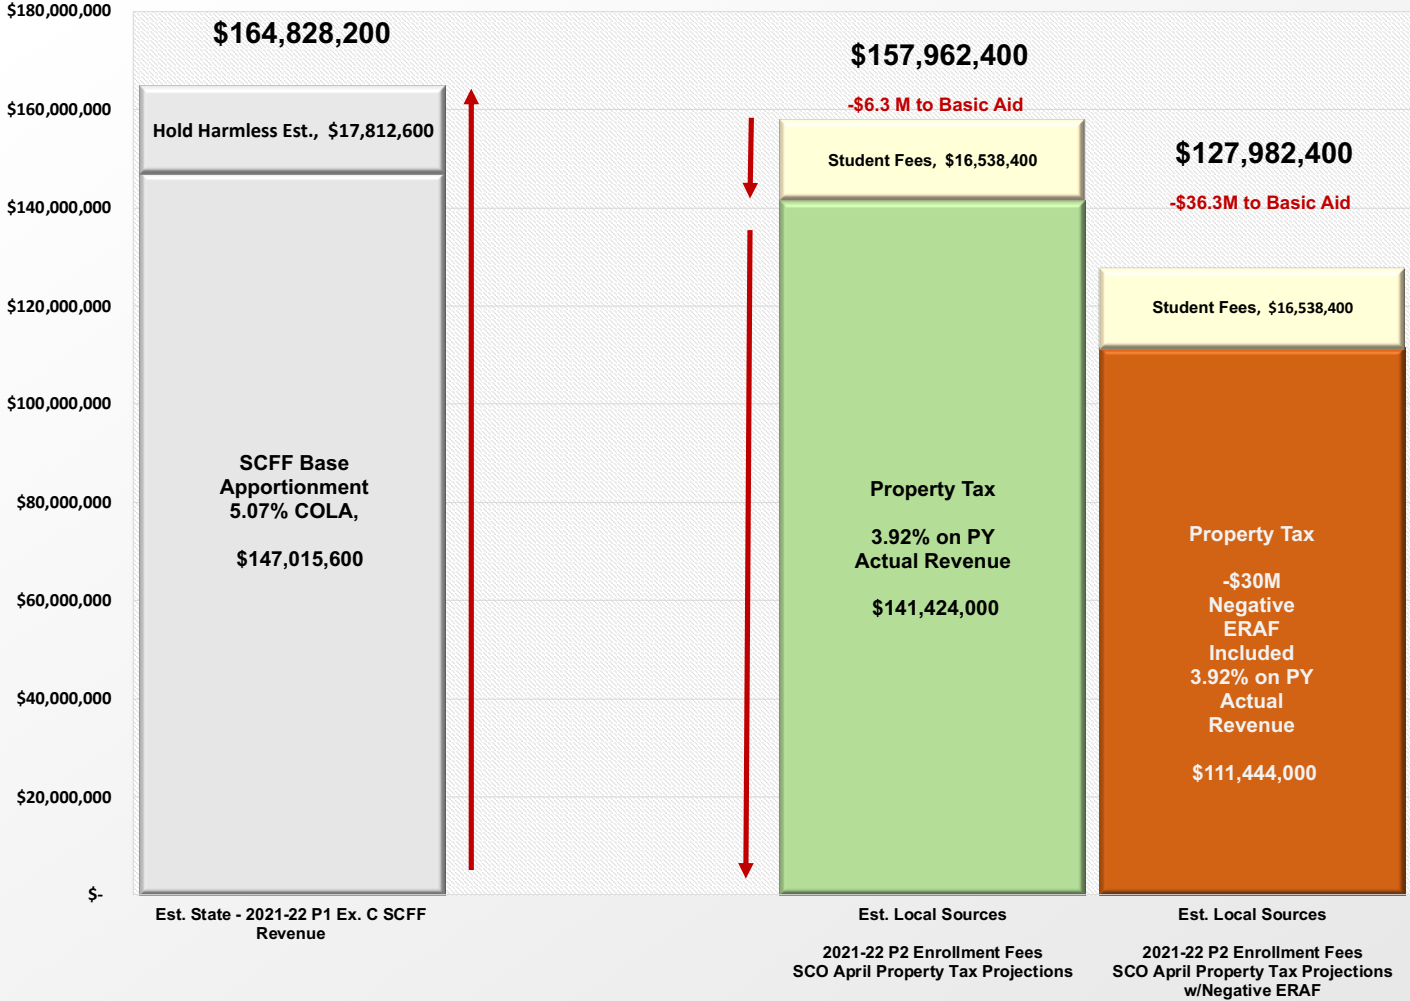 $180,000,000
$160,000,000
$140,000,000
$120,000,000
$100,000,000
$80,000,000
$60,000,000
$40,000,000
$20,000,000
$-
$164,828,200
Hold Harmless Est., $17,812,600
SCFF Base
Apportionment
5.07% COLA,
$147,015,600
Est. State - 2021-22 P1 Ex. C SCFF
Revenue
$157,962,400
-$6.3 M to Basic Aid
Student Fees, $16,538,400
Property Tax
3.92% on PY
Actual Revenue
$141,424,000
Est. Local Sources
2021-22 P2 Enrollment Fees
SCO April Property Tax Projections
$127,982,400
-$36.3M to Basic Aid
Student Fees, $16,538,400
Property Tax
-$30M
Negative
ERAF
Included
3.92% on PY
Actual
Revenue
$111,444,000
Est. Local Sources
2021-22 P2 Enrollment Fees
SCO April Property Tax Projections
w/Negative ERAF